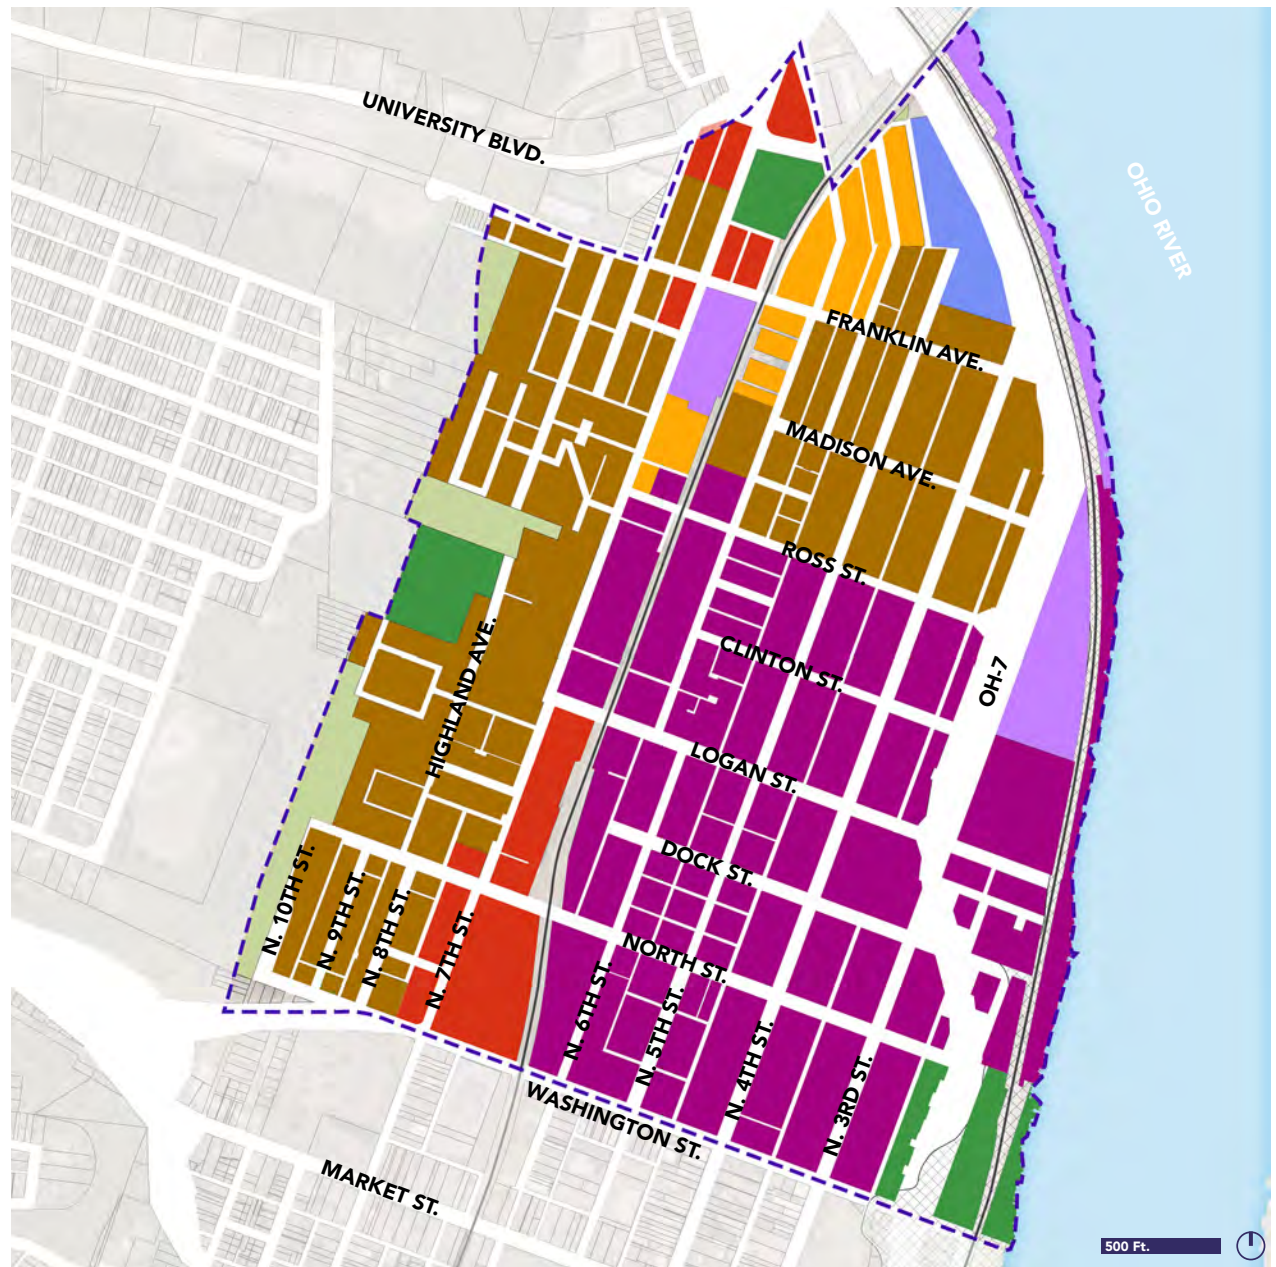 UNIVERSITY BLVD.
OHIO RIVER
FRANKLIN AVE.
MADISON AVE.
ROSS ST.
CLINTON ST.
HIGHLAND AVE.
OH-7
LOGAN ST.
DOCK ST.
N. 10TH ST.
N. 9TH ST.
N. 8TH ST.
N. 7TH ST.
NORTH ST.
N. 6TH ST.
N. 5TH ST.
N. 4TH ST.
N. 3RD ST.
WASHINGTON ST.
MARKET ST.
500 Ft.